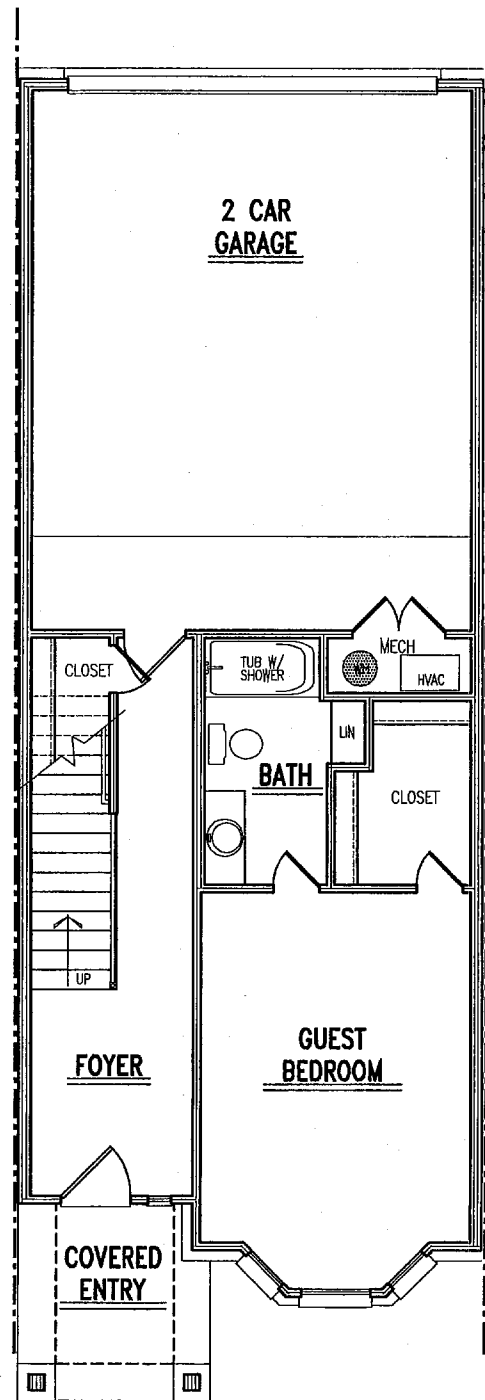 2 CAR
GARAGE
CLOSET
TUB W/
SHOWER
MECH
HVAC
LIN
BATH
CLOSET
UP
GUEST
BEDROOM
FOYER
COVERED
ENTRY